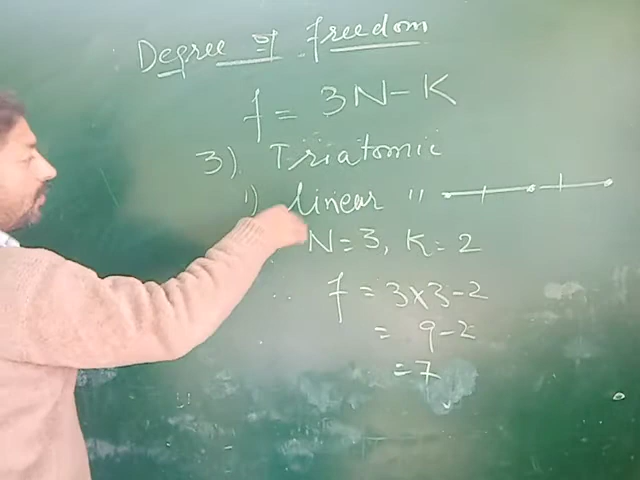 Degree of freedom
f = 3N - K
3) Triatomic
1) linear "
N = 3, K = 2
∴ f = 3×3-2
= 9-2
= 7